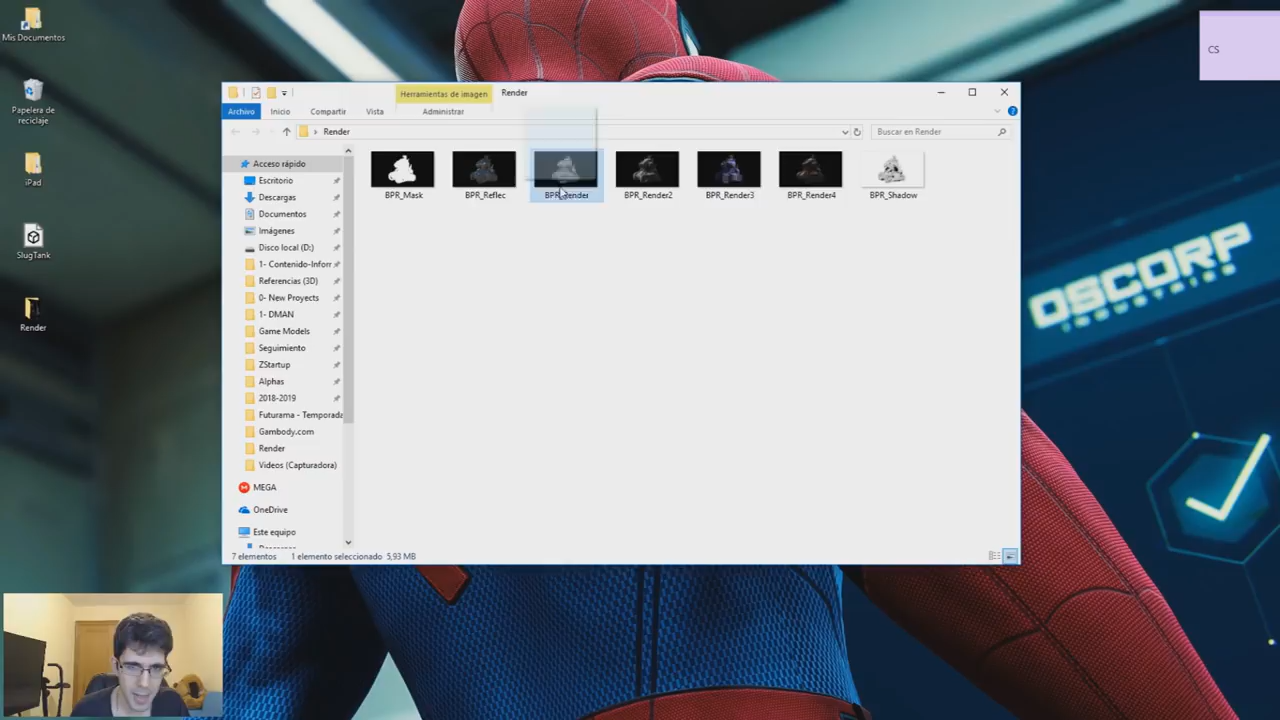 Mis Documentos
Papelera de
reciclaje
iPad
SlugTank
Render
CS
Herramientas de imagen
Render
Archivo
Inicio
Compartir
Vista
Administrar
Render
Buscar en Render
Acceso rápido
Escritorio
Descargas
Documentos
Imágenes
Disco local (D:)
1- Contenido-Inforr
Referencias (3D)
0- New Proyects
1- DMAN
Game Models
Seguimiento
ZStartup
Alphas
2018-2019
Futurama - Temporada
Gambody.com
Render
Videos (Capturadora)
MEGA
OneDrive
Este equipo
BPR_Mask
BPR_Reflec
BPR_Render
BPR_Render2
BPR_Render3
BPR_Render4
BPR_Shadow
7 elementos
1 elemento seleccionado 5,93 MB
OSCORP
INDUSTRIES